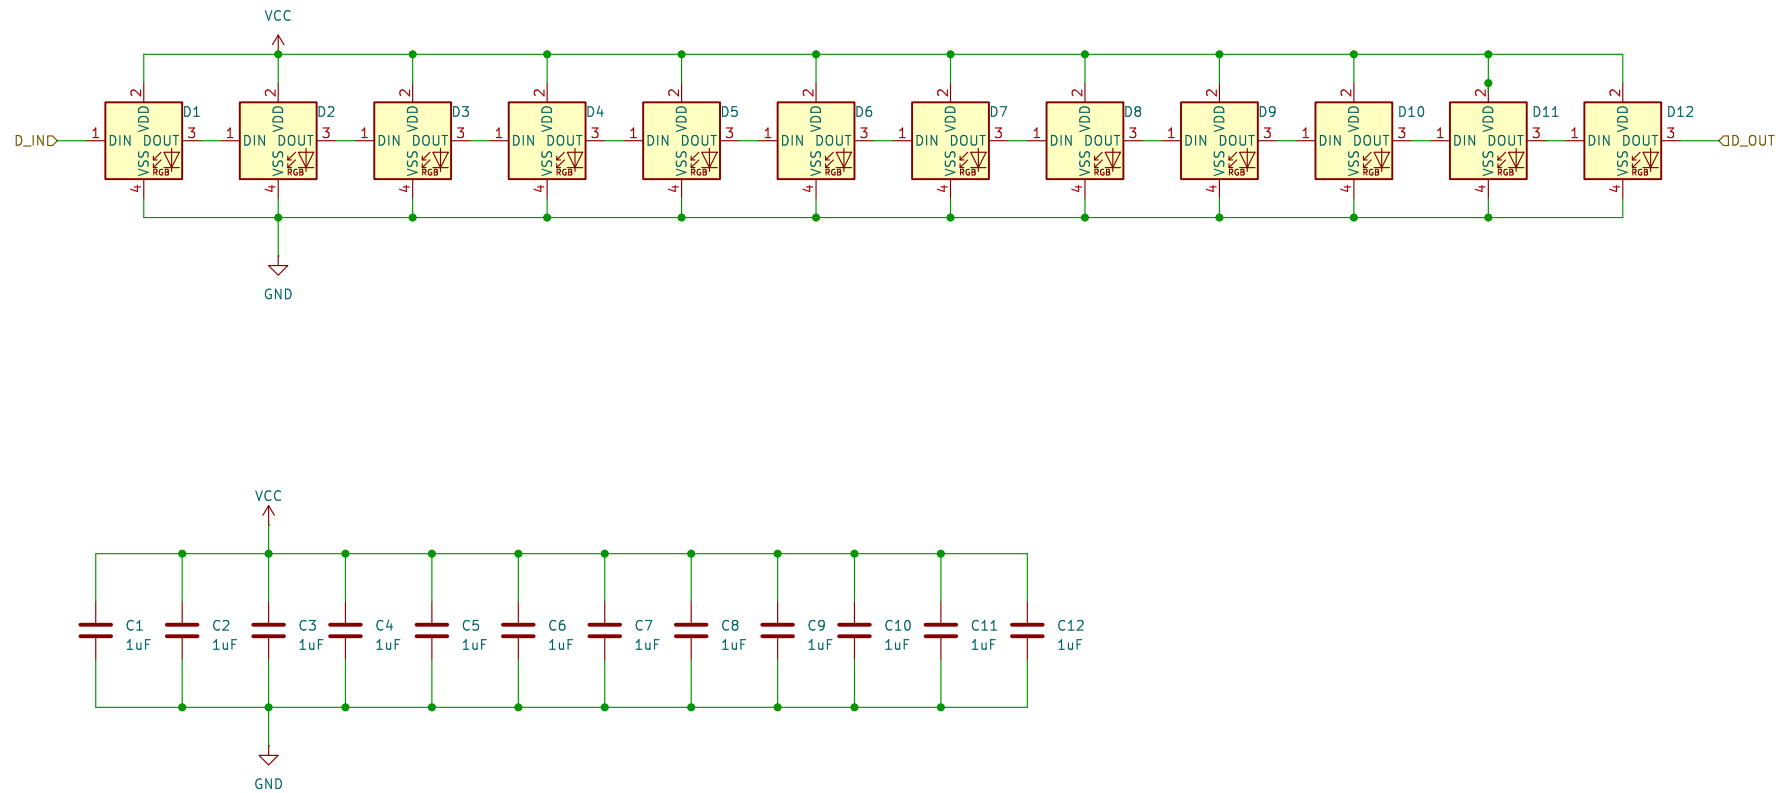 VCC
2 2 2 2 2 2 2 2 2 2 2 2
D1 D2 D3 D4 D5 D6 D7 D8 D9 D10 D11 D12
VDD VDD VDD VDD VDD VDD VDD VDD VDD VDD VDD VDD
D_IN 1 DIN DOUT 3 1 DIN DOUT 3 1 DIN DOUT 3 1 DIN DOUT 3 1 DIN DOUT 3 1 DIN DOUT 3 1 DIN DOUT 3 1 DIN DOUT 3 1 DIN DOUT 3 1 DIN DOUT 3 1 DIN DOUT 3 1 DIN DOUT 3 D_OUT
VSS VSS VSS VSS VSS VSS VSS VSS VSS VSS VSS VSS
RGB RGB RGB RGB RGB RGB RGB RGB RGB RGB RGB RGB
4 4 4 4 4 4 4 4 4 4 4 4
GND
VCC
C1 C2 C3 C4 C5 C6 C7 C8 C9 C10 C11 C12
1uF 1uF 1uF 1uF 1uF 1uF 1uF 1uF 1uF 1uF 1uF 1uF
GND